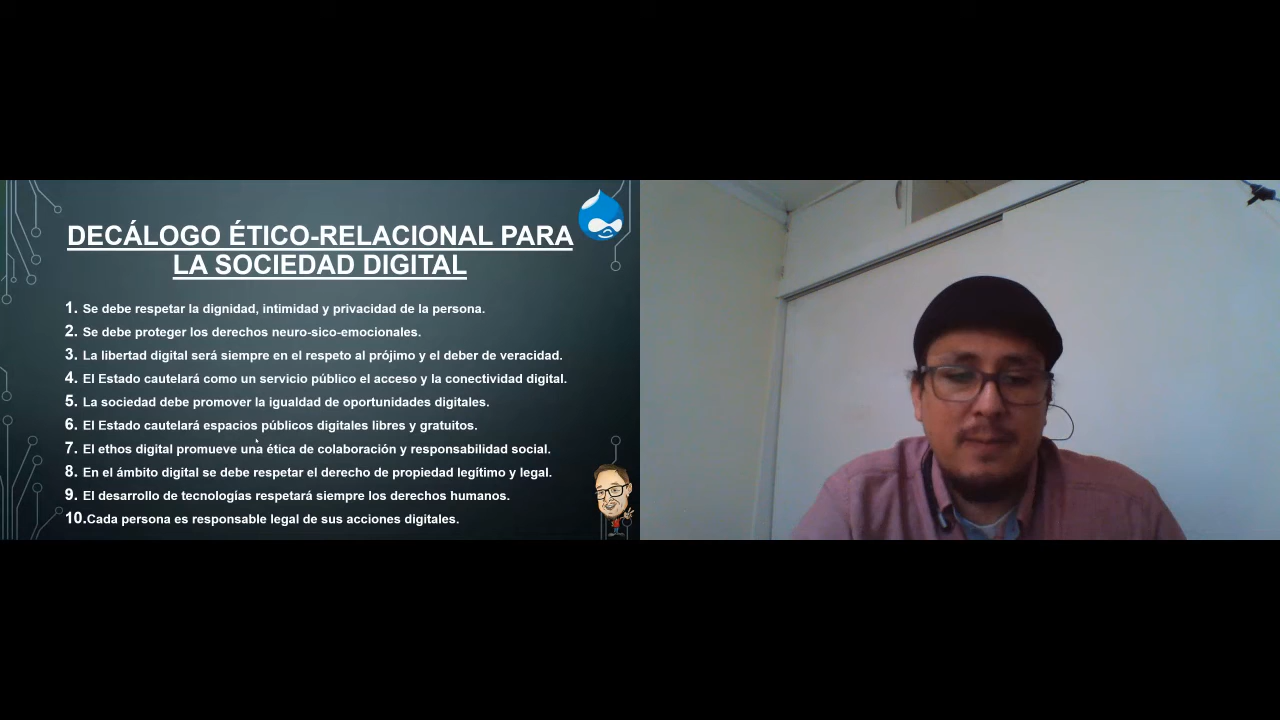 DECÁLOGO ÉTICO-RELACIONAL PARA
LA SOCIEDAD DIGITAL
1. Se debe respetar la dignidad, intimidad y privacidad de la persona.
2. Se debe proteger los derechos neuro-sico-emocionales.
3. La libertad digital será siempre en el respeto al prójimo y el deber de veracidad.
4. El Estado cautelará como un servicio público el acceso y la conectividad digital.
5. La sociedad debe promover la igualdad de oportunidades digitales.
6. El Estado cautelará espacios públicos digitales libres y gratuitos.
7. El ethos digital promueve una ética de colaboración y responsabilidad social.
8. En el ámbito digital se debe respetar el derecho de propiedad legítimo y legal.
9. El desarrollo de tecnologías respetará siempre los derechos humanos.
10.Cada persona es responsable legal de sus acciones digitales.